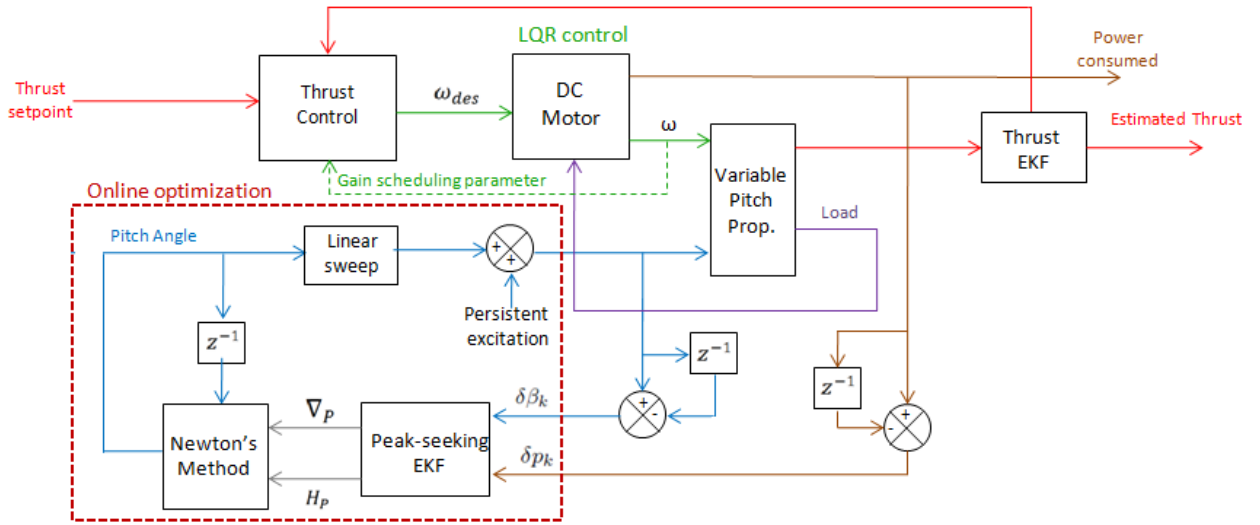 LQR control
Power
consumed
Thrust
setpoint
Thrust
Control
ω_des
DC
Motor
ω
Thrust
EKF
Estimated Thrust
Gain scheduling parameter
Variable
Pitch
Prop.
Load
Online optimization
Pitch Angle
Linear
sweep
+
+
Persistent
excitation
z⁻¹
z⁻¹
z⁻¹
+
-
+
-
Newton's
Method
∇_P
H_P
Peak-seeking
EKF
δβ_k
δp_k